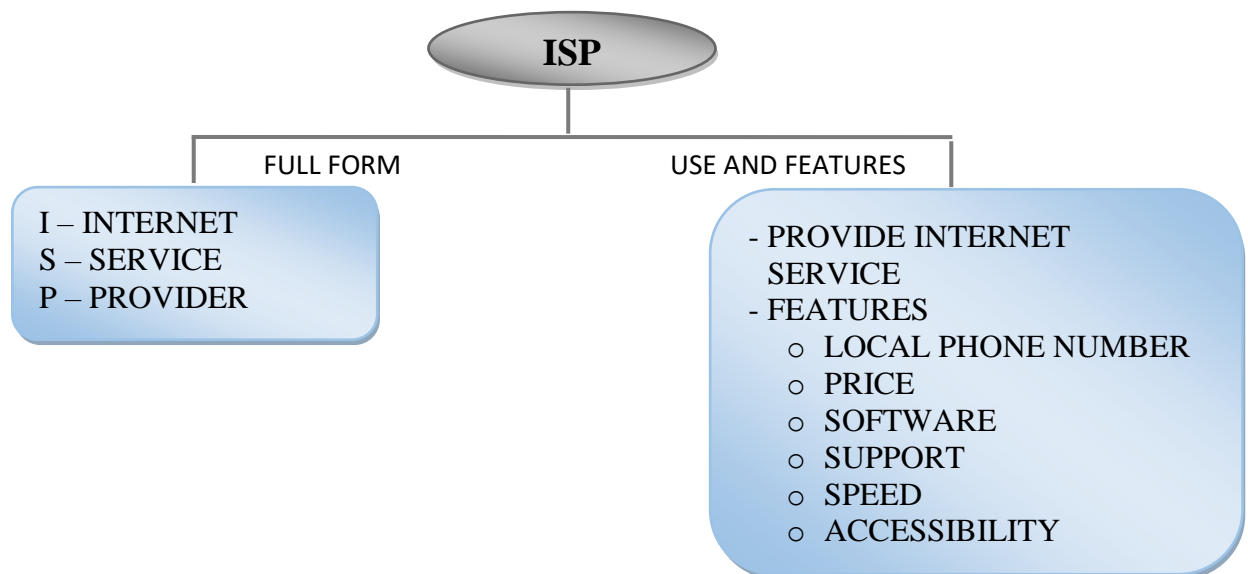 ISP
FULL FORM
USE AND FEATURES
I – INTERNET
S – SERVICE
P – PROVIDER
- PROVIDE INTERNET
SERVICE
- FEATURES
o LOCAL PHONE NUMBER
o PRICE
o SOFTWARE
o SUPPORT
o SPEED
o ACCESSIBILITY